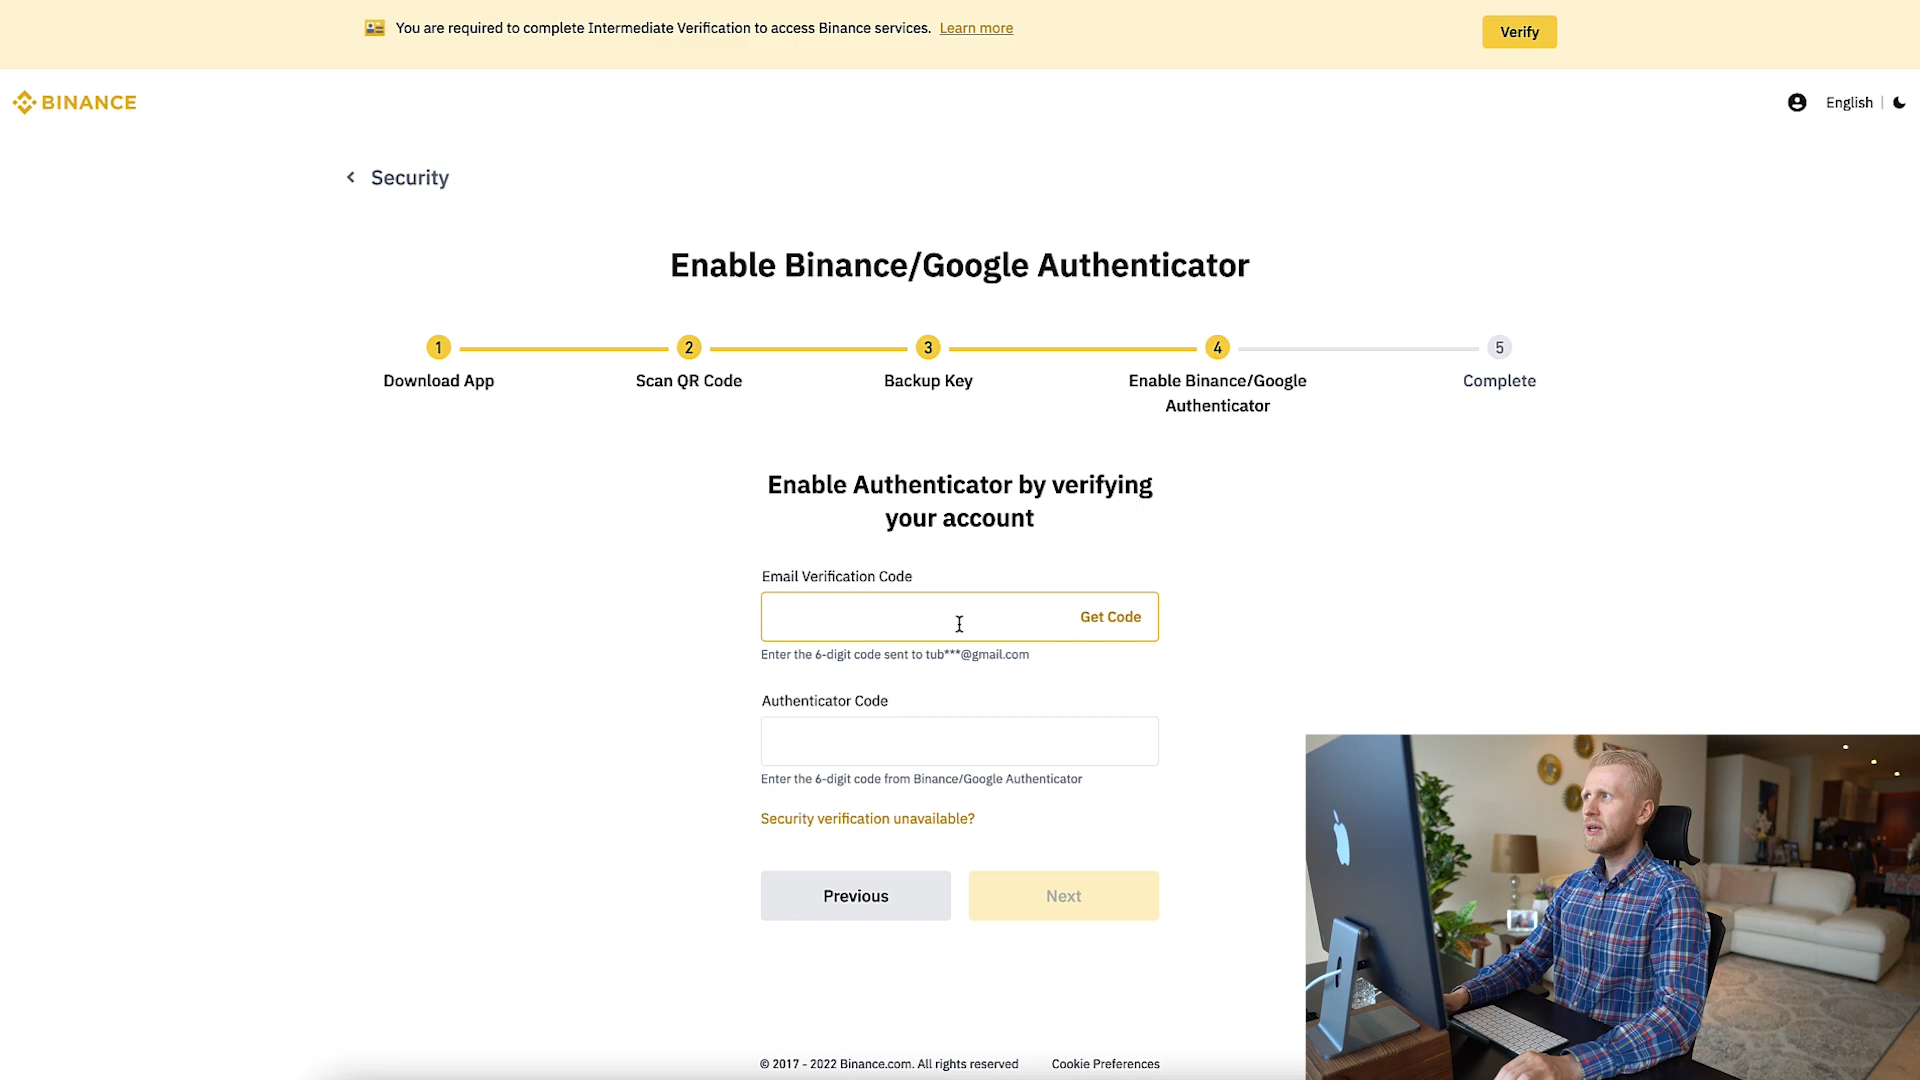 You are required to complete Intermediate Verification to access Binance services. Learn more
Verify
BINANCE
English
Security
Enable Binance/Google Authenticator
1
2
3
4
5
Download App
Scan QR Code
Backup Key
Enable Binance/Google
Authenticator
Complete
Enable Authenticator by verifying
your account
Email Verification Code
Get Code
Enter the 6-digit code sent to tub***@gmail.com
Authenticator Code
Enter the 6-digit code from Binance/Google Authenticator
Security verification unavailable?
Previous
Next
© 2017 - 2022 Binance.com. All rights reserved
Cookie Preferences